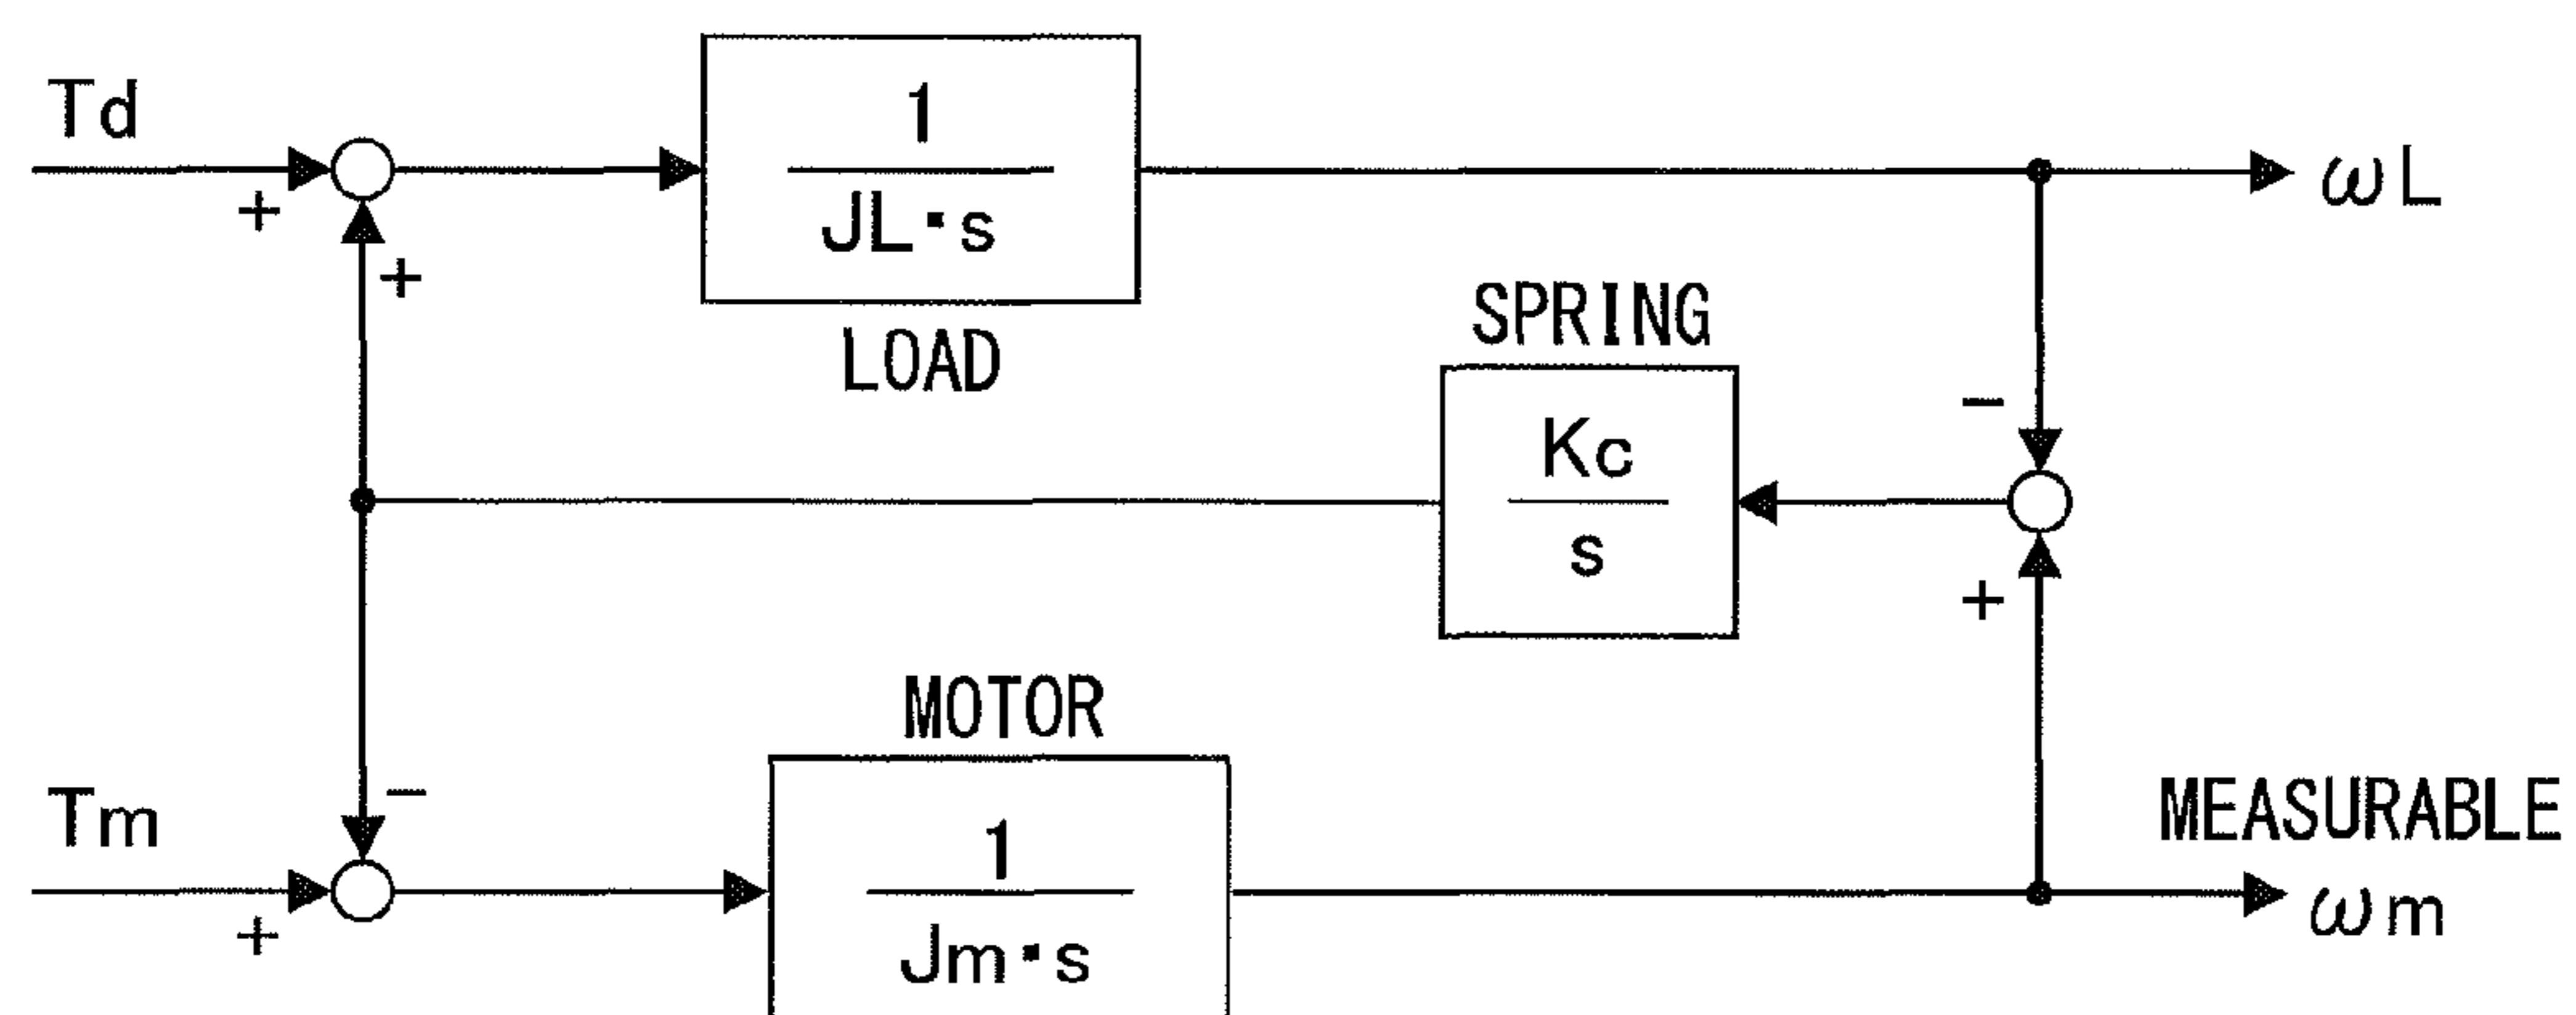 Td
+
+
1
JL·s
LOAD
ωL
SPRING
Kc
s
-
+
MOTOR
Tm
-
+
1
Jm·s
MEASURABLE
ωm